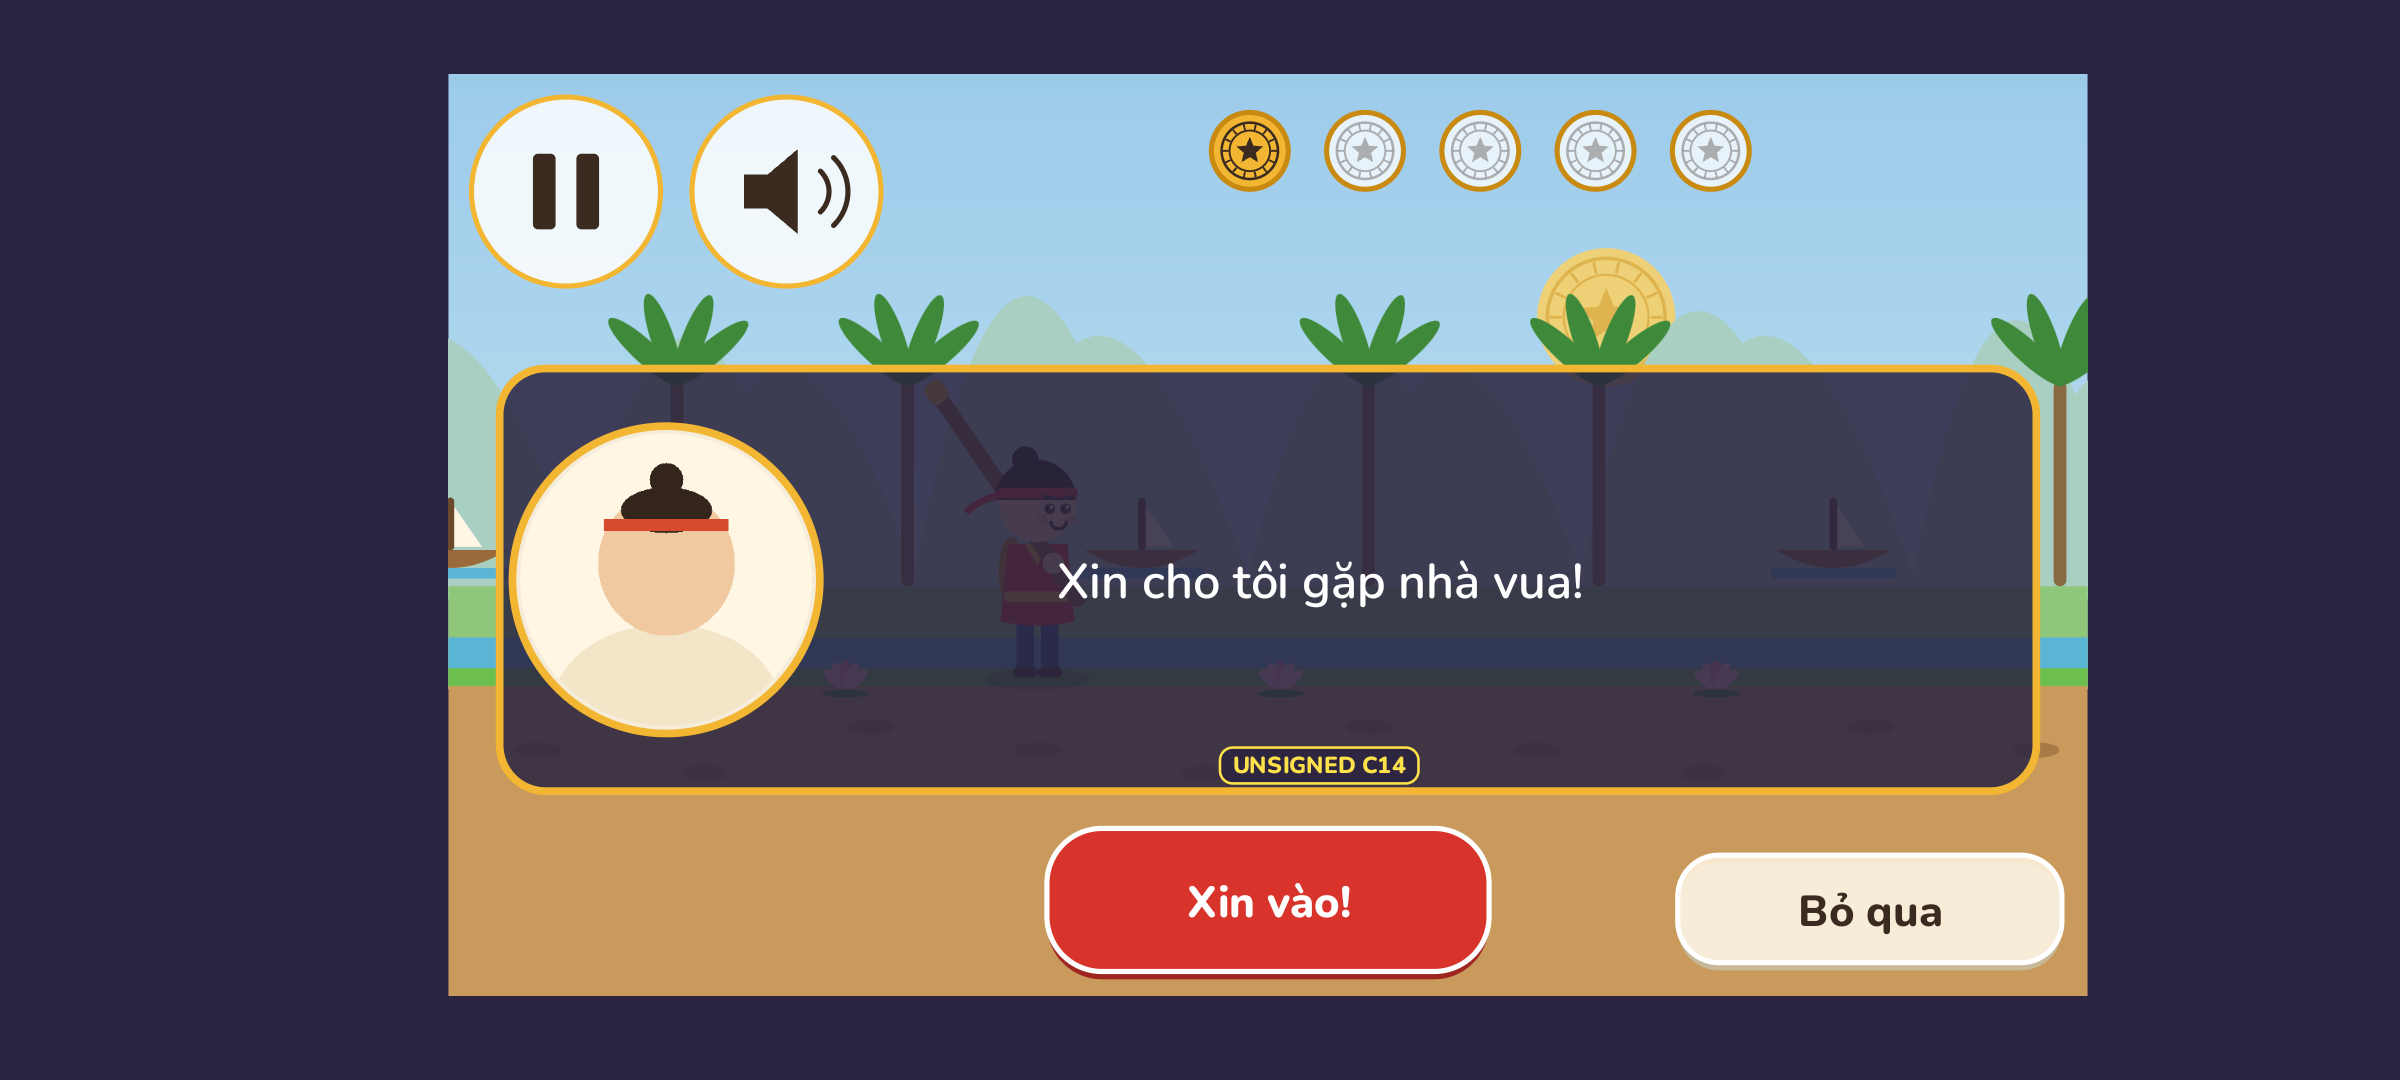 Xin cho tôi gặp nhà vua!
UNSIGNED C14
Xin vào!
Bỏ qua